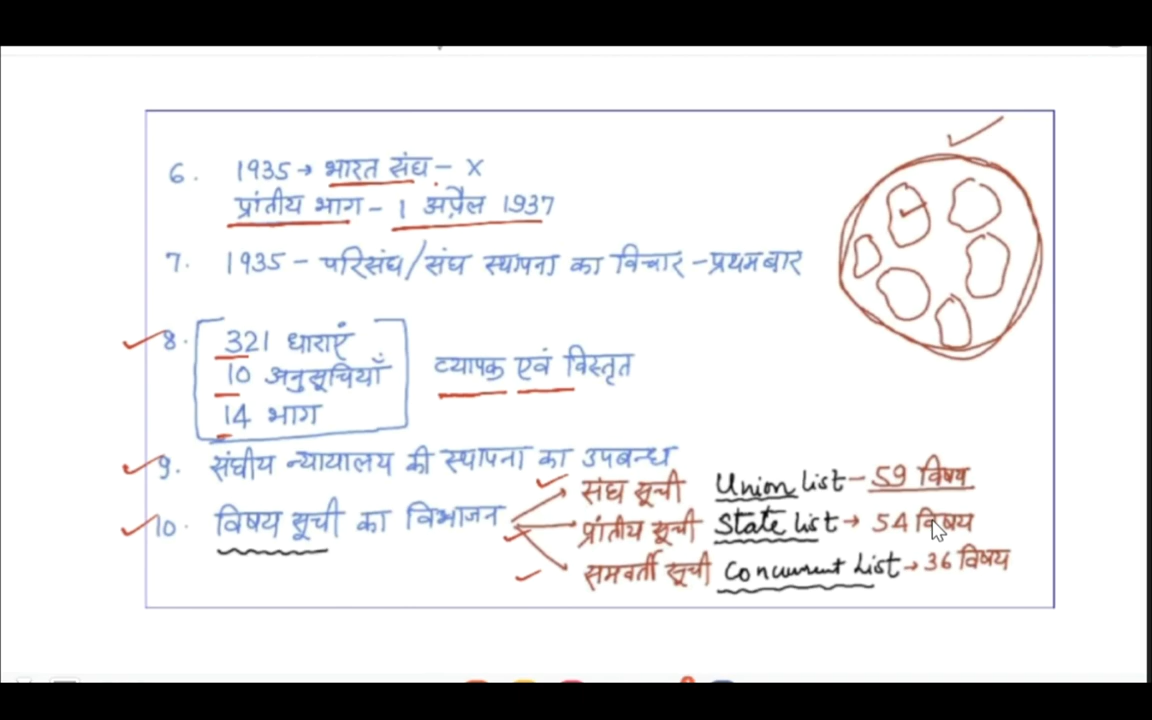 6. 1935 → भारत संघ - X
प्रांतीय भाग - 1 अप्रैल 1937
7. 1935 - परिसंघ/संघ स्थापना का विचार - प्रथम बार
8. 321 धाराएं
10 अनुसूचियाँ
14 भाग
व्यापक एवं विस्तृत
9. संघीय न्यायालय की स्थापना का उपबन्ध
10. विषय सूची का विभाजन
संघ सूची Union list - 59 विषय
प्रांतीय सूची State list → 54 विषय
समवर्ती सूची Concurrent List → 36 विषय